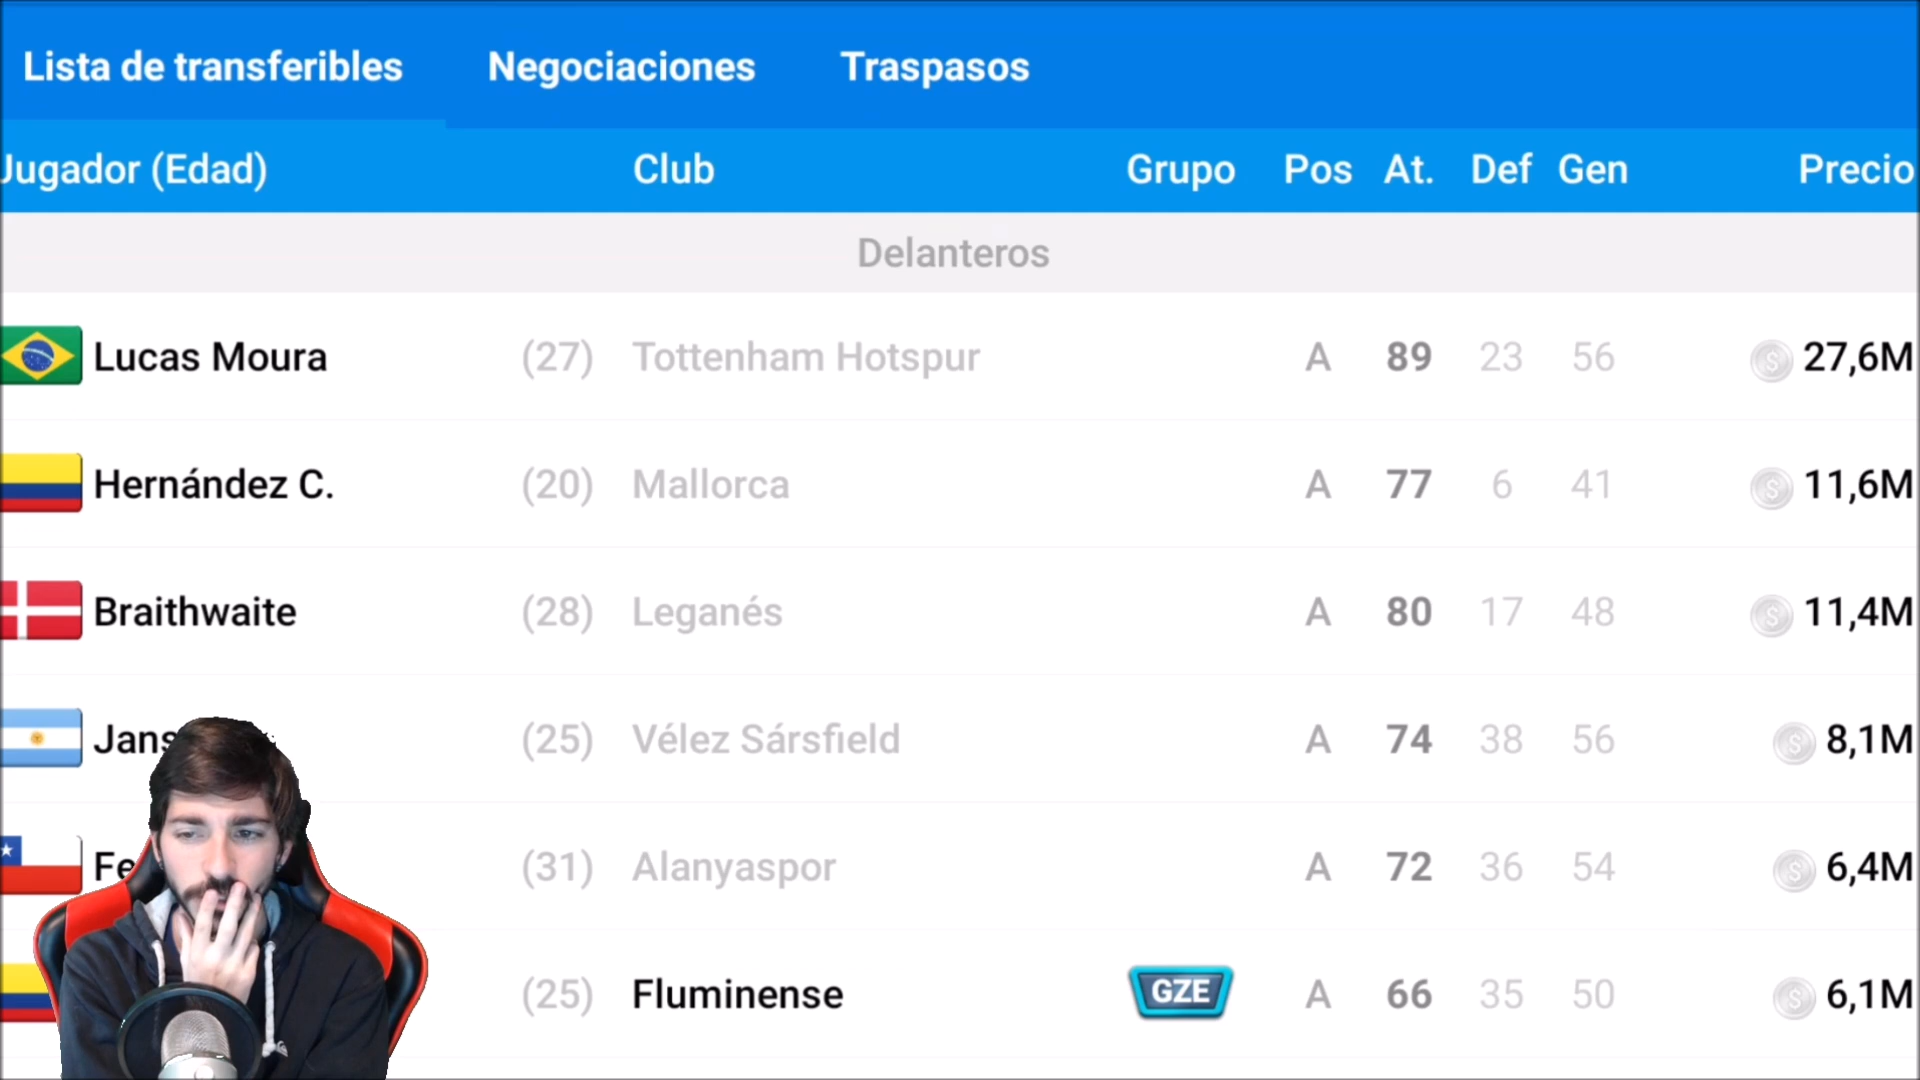 Lista de transferibles Negociaciones Traspasos
Jugador (Edad) Club Grupo Pos At. Def Gen Precio
Delanteros
Lucas Moura (27) Tottenham Hotspur A 89 23 56 27,6M
Hernández C. (20) Mallorca A 77 6 41 11,6M
Braithwaite (28) Leganés A 80 17 48 11,4M
(25) Vélez Sársfield A 74 38 56 8,1M
(31) Alanyaspor A 72 36 54 6,4M
(25) Fluminense GZE A 66 35 50 6,1M